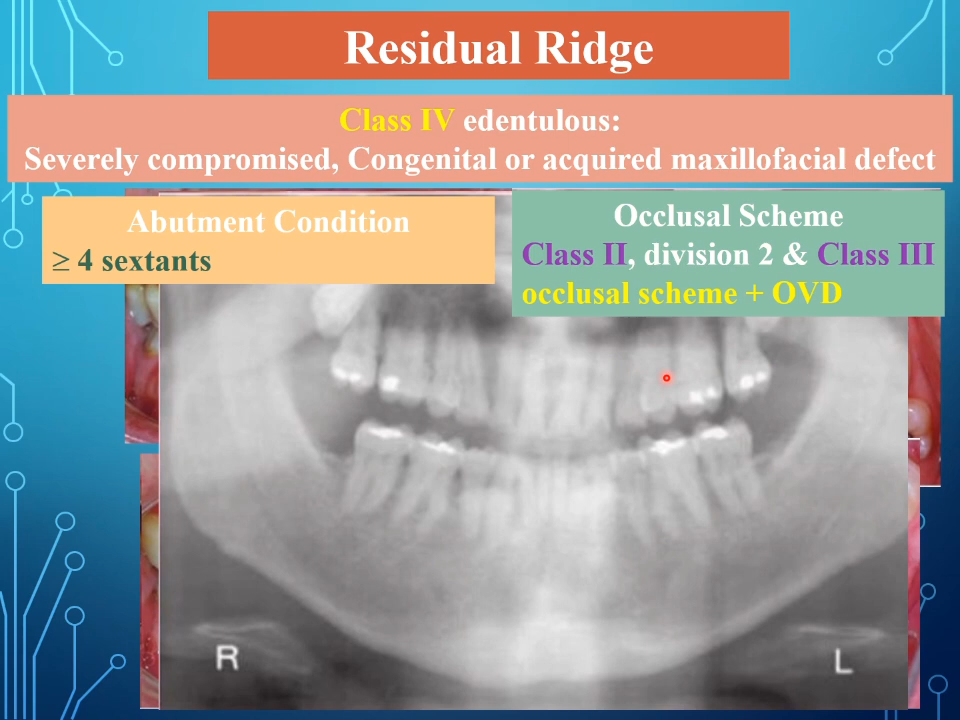 Residual Ridge
Class IV edentulous:
Severely compromised, Congenital or acquired maxillofacial defect
Abutment Condition
≥ 4 sextants
Occlusal Scheme
Class II, division 2 & Class III
occlusal scheme + OVD
R
L